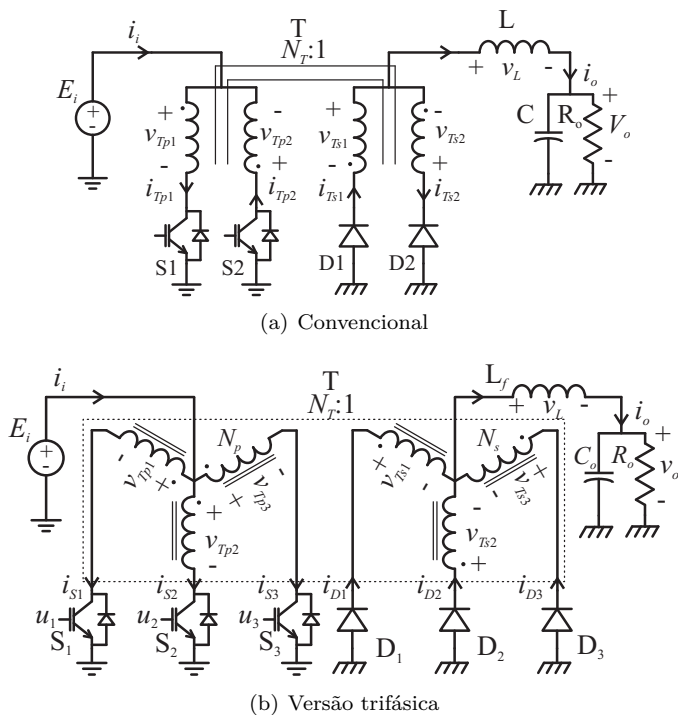 T
N_T:1
i_i
L
+ v_L -
i_o
E_i
+
-
+ - + -
v_Tp1 v_Tp2 v_Ts1 v_Ts2
- + - +
C R_o + V_o -
i_Tp1 i_Tp2 i_Ts1 i_Ts2
S1 S2 D1 D2
(a) Convencional
T
N_T:1
i_i
L_f
+ v_L -
i_o
E_i
+
-
N_p N_s
- v_Tp1 + + v_Tp3 - + v_Ts1 - - v_Ts3 +
+ v_Tp2 - - v_Ts2 +
C_o R_o + v_o -
i_S1 i_S2 i_S3 i_D1 i_D2 i_D3
u_1 u_2 u_3
S_1 S_2 S_3 D_1 D_2 D_3
(b) Versão trifásica